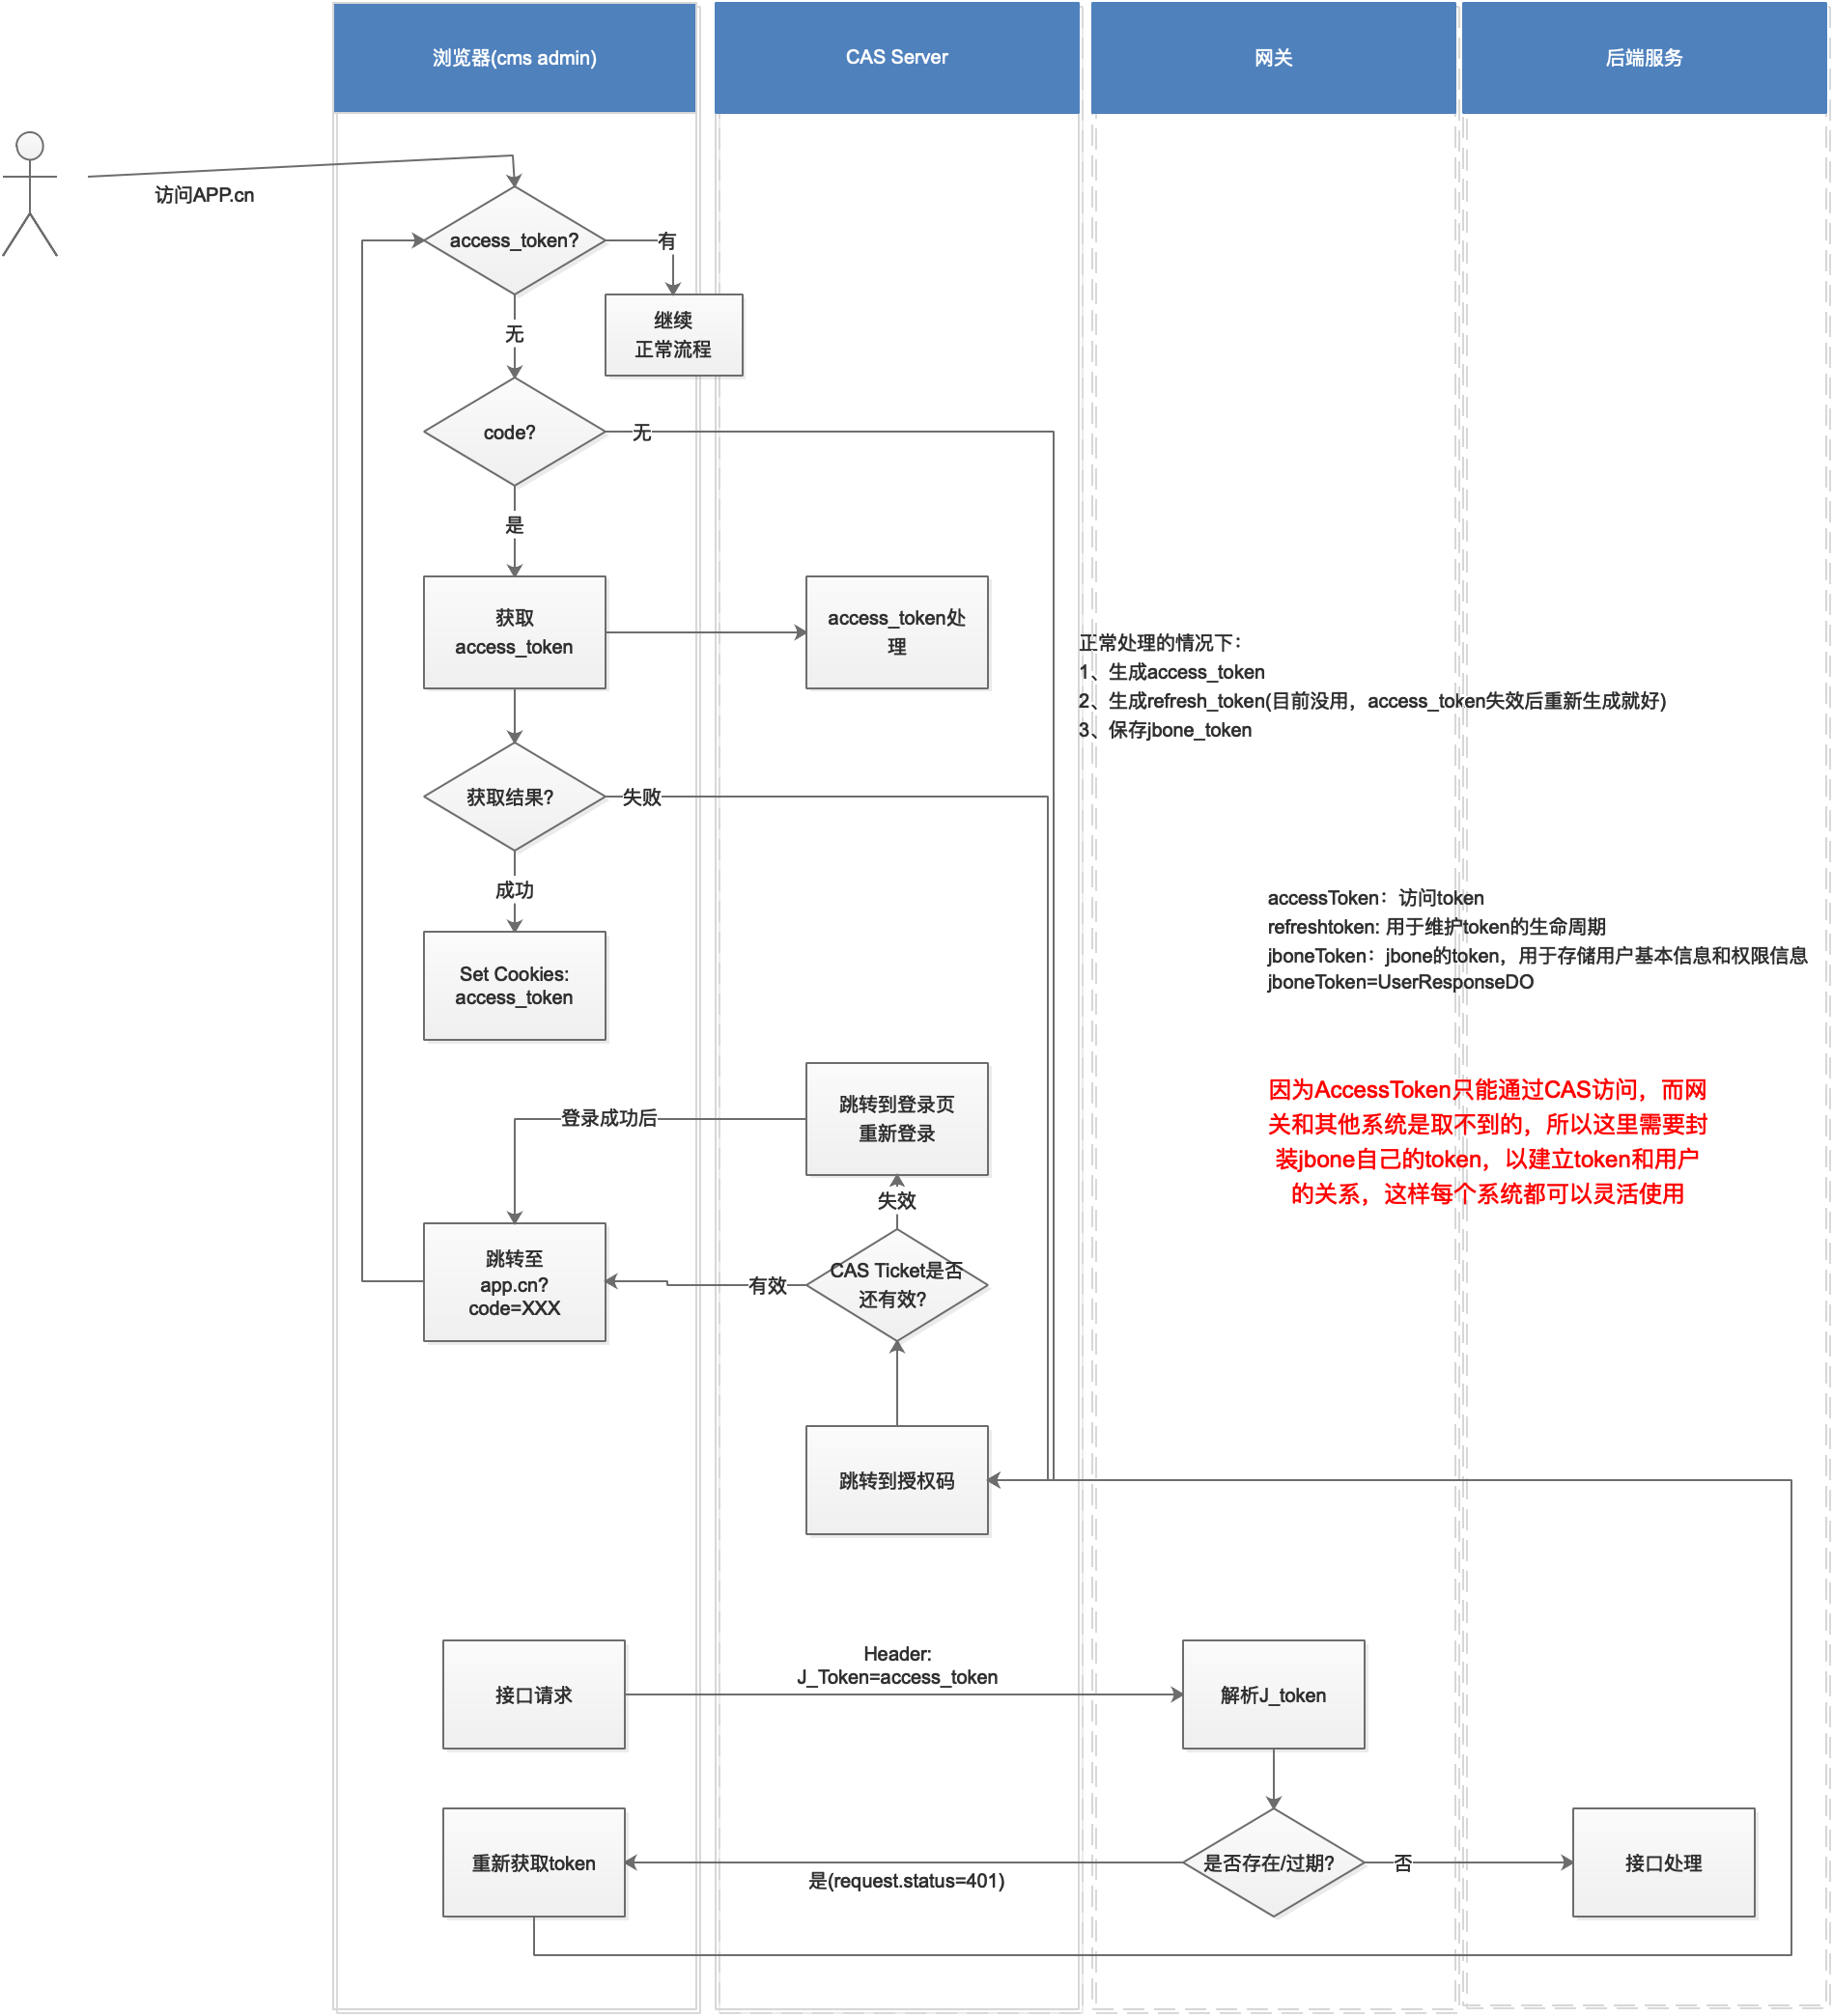 浏览器(cms admin)
CAS Server
网关
后端服务
访问APP.cn
access_token?
有
继续
正常流程
无
code?
无
是
获取
access_token
access_token处
理
正常处理的情况下：
1、生成access_token
2、生成refresh_token(目前没用，access_token失效后重新生成就好)
3、保存jbone_token
获取结果?
失败
成功
accessToken：访问token
refreshtoken: 用于维护token的生命周期
jboneToken：jbone的token，用于存储用户基本信息和权限信息
jboneToken=UserResponseDO
Set Cookies:
access_token
跳转到登录页
重新登录
登录成功后
因为AccessToken只能通过CAS访问，而网
关和其他系统是取不到的，所以这里需要封
装jbone自己的token，以建立token和用户
的关系，这样每个系统都可以灵活使用
失效
跳转至
app.cn?
code=XXX
有效
CAS Ticket是否
还有效?
跳转到授权码
接口请求
Header:
J_Token=access_token
解析J_token
重新获取token
是(request.status=401)
是否存在/过期?
否
接口处理